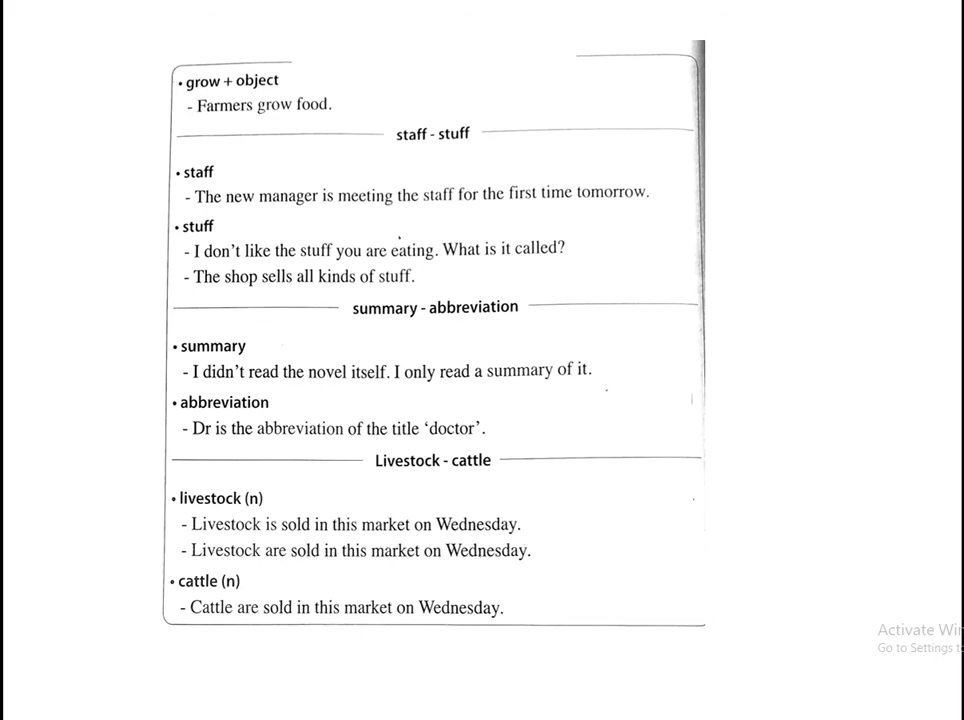 • grow + object
- Farmers grow food.
staff - stuff
• staff
- The new manager is meeting the staff for the first time tomorrow.
• stuff
- I don't like the stuff you are eating. What is it called?
- The shop sells all kinds of stuff.
summary - abbreviation
• summary
- I didn't read the novel itself. I only read a summary of it.
• abbreviation
- Dr is the abbreviation of the title ‘doctor’.
Livestock - cattle
• livestock (n)
- Livestock is sold in this market on Wednesday.
- Livestock are sold in this market on Wednesday.
• cattle (n)
- Cattle are sold in this market on Wednesday.
Activate Wi
Go to Settings